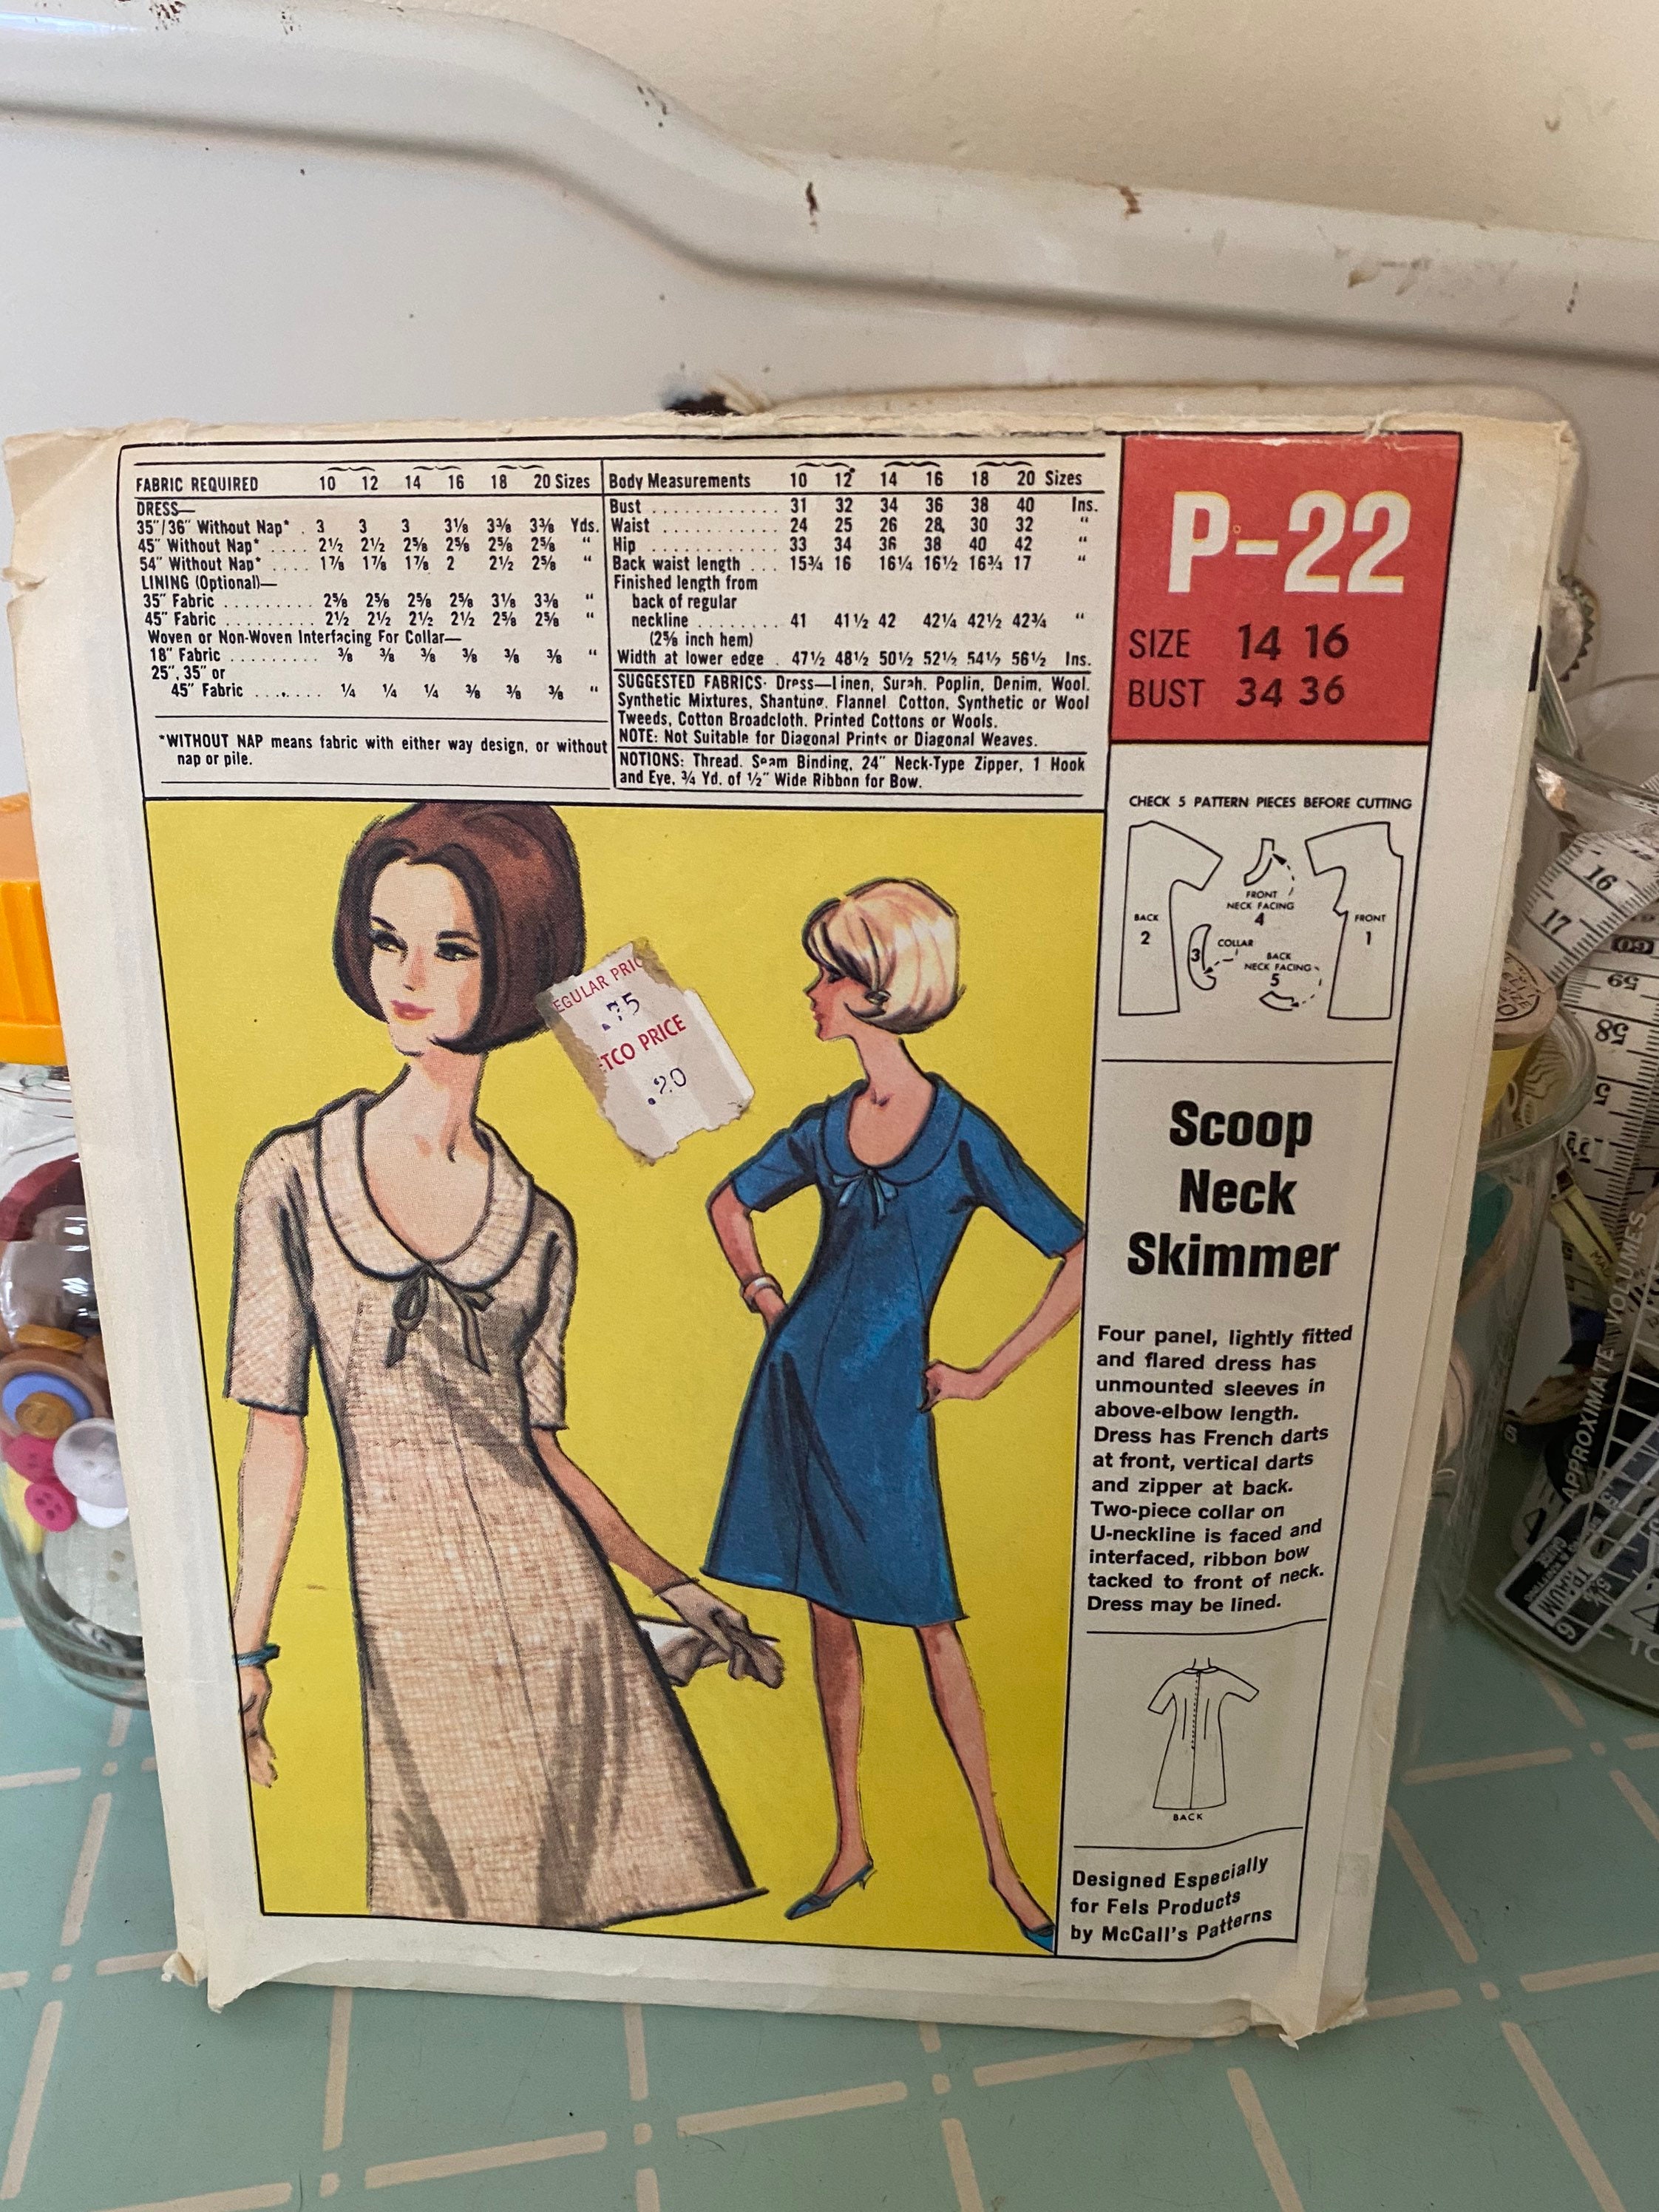 FABRIC REQUIRED 10 12 14 16 18 20 Sizes
DRESS—
35"/36" Without Nap* . 3 3 3 3⅛ 3⅜ 3⅜ Yds.
45" Without Nap* .... 2½ 2½ 2⅝ 2⅝ 2⅝ 2⅝ "
54" Without Nap* .... 1⅞ 1⅞ 1⅞ 2 2½ 2⅝ "
LINING (Optional)—
35" Fabric ......... 2⅝ 2⅝ 2⅝ 2⅝ 3⅛ 3⅜ "
45" Fabric ......... 2½ 2½ 2½ 2½ 2⅝ 2⅝ "
Woven or Non-Woven Interfacing For Collar—
18" Fabric ......... ⅜ ⅜ ⅜ ⅜ ⅜ ⅜ "
25", 35" or
45" Fabric ....... ¼ ¼ ¼ ⅜ ⅜ ⅜ "
*WITHOUT NAP means fabric with either way design, or without
nap or pile.
Body Measurements 10 12 14 16 18 20 Sizes
Bust ............ 31 32 34 36 38 40 Ins.
Waist ........... 24 25 26 28 30 32 "
Hip ............ 33 34 36 38 40 42 "
Back waist length ... 15¾ 16 16¼ 16½ 16¾ 17 "
Finished length from
back of regular
neckline ........ 41 41½ 42 42¼ 42½ 42¾ "
(2⅝ inch hem)
Width at lower edge . 47½ 48½ 50½ 52½ 54½ 56½ Ins.
SUGGESTED FABRICS: Dress—Linen, Surah, Poplin, Denim, Wool.
Synthetic Mixtures, Shantung, Flannel Cotton, Synthetic or Wool
Tweeds, Cotton Broadcloth, Printed Cottons or Wools.
NOTE: Not Suitable for Diagonal Prints or Diagonal Weaves.
NOTIONS: Thread, Seam Binding, 24" Neck-Type Zipper, 1 Hook
and Eye, ¾ Yd. of ½" Wide Ribbon for Bow.
P-22
SIZE 14 16
BUST 34 36
CHECK 5 PATTERN PIECES BEFORE CUTTING
BACK
2
FRONT
NECK FACING
4
3
COLLAR
BACK
NECK FACING
5
FRONT
1
EGULAR PRIC
.75
TCO PRICE
.20
Scoop
Neck
Skimmer
Four panel, lightly fitted
and flared dress has
unmounted sleeves in
above-elbow length.
Dress has French darts
at front, vertical darts
and zipper at back.
Two-piece collar on
U-neckline is faced and
interfaced, ribbon bow
tacked to front of neck.
Dress may be lined.
BACK
Designed Especially
for Fels Products
by McCall's Patterns
16
17
60
59
58
APPROXIMATE VOLUMES